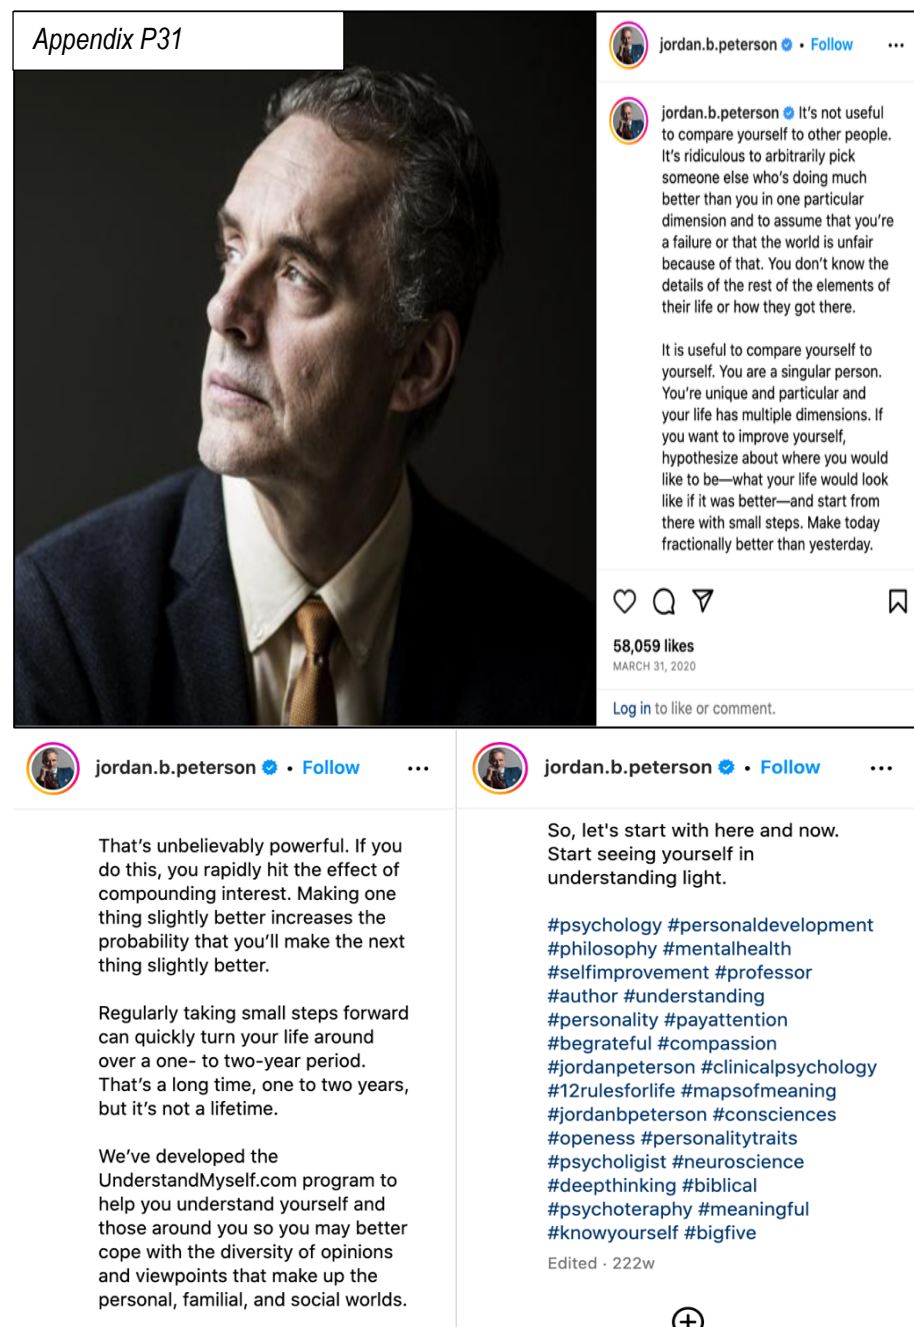 Appendix P31
jordan.b.peterson • Follow
jordan.b.peterson It’s not useful
to compare yourself to other people.
It’s ridiculous to arbitrarily pick
someone else who’s doing much
better than you in one particular
dimension and to assume that you’re
a failure or that the world is unfair
because of that. You don’t know the
details of the rest of the elements of
their life or how they got there.
It is useful to compare yourself to
yourself. You are a singular person.
You’re unique and particular and
your life has multiple dimensions. If
you want to improve yourself,
hypothesize about where you would
like to be—what your life would look
like if it was better—and start from
there with small steps. Make today
fractionally better than yesterday.
58,059 likes
MARCH 31, 2020
Log in to like or comment.
jordan.b.peterson • Follow
That’s unbelievably powerful. If you
do this, you rapidly hit the effect of
compounding interest. Making one
thing slightly better increases the
probability that you’ll make the next
thing slightly better.
Regularly taking small steps forward
can quickly turn your life around
over a one- to two-year period.
That’s a long time, one to two years,
but it’s not a lifetime.
We’ve developed the
UnderstandMyself.com program to
help you understand yourself and
those around you so you may better
cope with the diversity of opinions
and viewpoints that make up the
personal, familial, and social worlds.
jordan.b.peterson • Follow
So, let's start with here and now.
Start seeing yourself in
understanding light.
#psychology #personaldevelopment
#philosophy #mentalhealth
#selfimprovement #professor
#author #understanding
#personality #payattention
#begrateful #compassion
#jordanpeterson #clinicalpsychology
#12rulesforlife #mapsofmeaning
#jordanbpeterson #consciences
#openess #personalitytraits
#psycholigist #neuroscience
#deepthinking #biblical
#psychoteraphy #meaningful
#knowyourself #bigfive
Edited · 222w